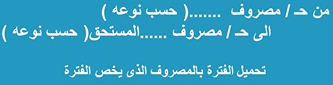 من حـ / مصروف .......( حسب نوعه )
الى حـ / مصروف ......المستحق( حسب نوعه )
تحميل الفترة بالمصروف الذى يخص الفترة